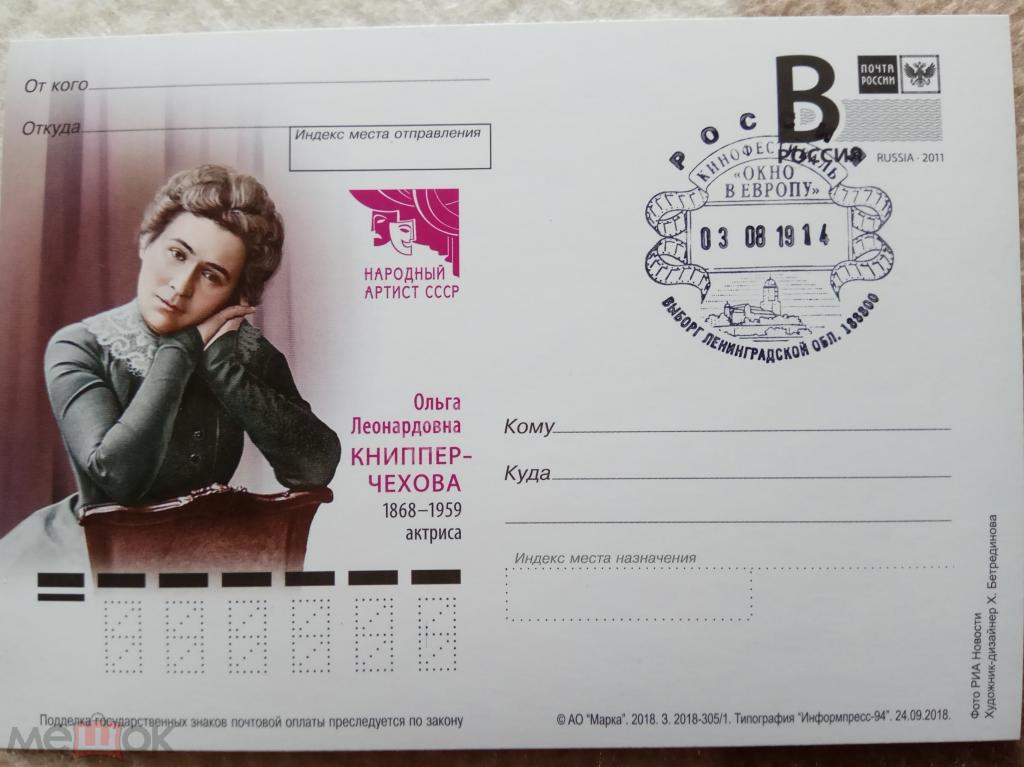 От кого
Откуда
Индекс места отправления
НАРОДНЫЙ
АРТИСТ СССР
Ольга
Леонардовна
КНИППЕР-
ЧЕХОВА
1868–1959
актриса
B
РОССИЯ
ПОЧТА
РОССИИ
RUSSIA · 2011
РОССИЯ
КИНОФЕСТИВАЛЬ
«ОКНО
В ЕВРОПУ»
03 08 19 14
ВЫБОРГ ЛЕНИНГРАДСКОЙ ОБЛ. 188800
Кому
Куда
Индекс места назначения
Фото РИА Новости
Художник-дизайнер Х. Бетрединова
Подделка государственных знаков почтовой оплаты преследуется по закону
© АО "Марка". 2018. З. 2018-305/1. Типография "Информпресс-94". 24.09.2018.
мешок